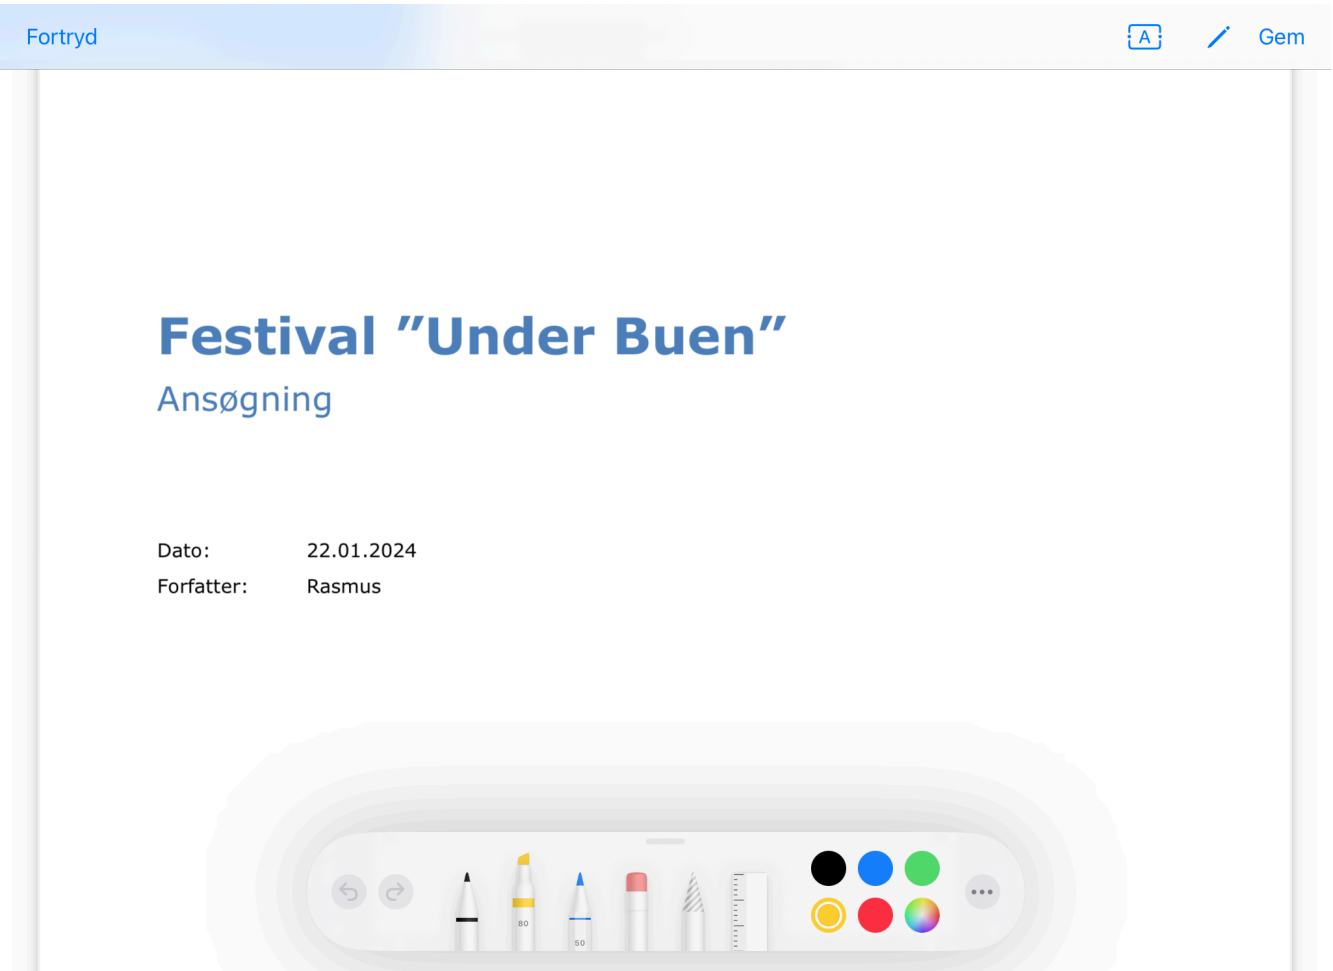 Fortryd
A
Gem
Festival ”Under Buen”
Ansøgning
Dato: 22.01.2024
Forfatter: Rasmus
80
50